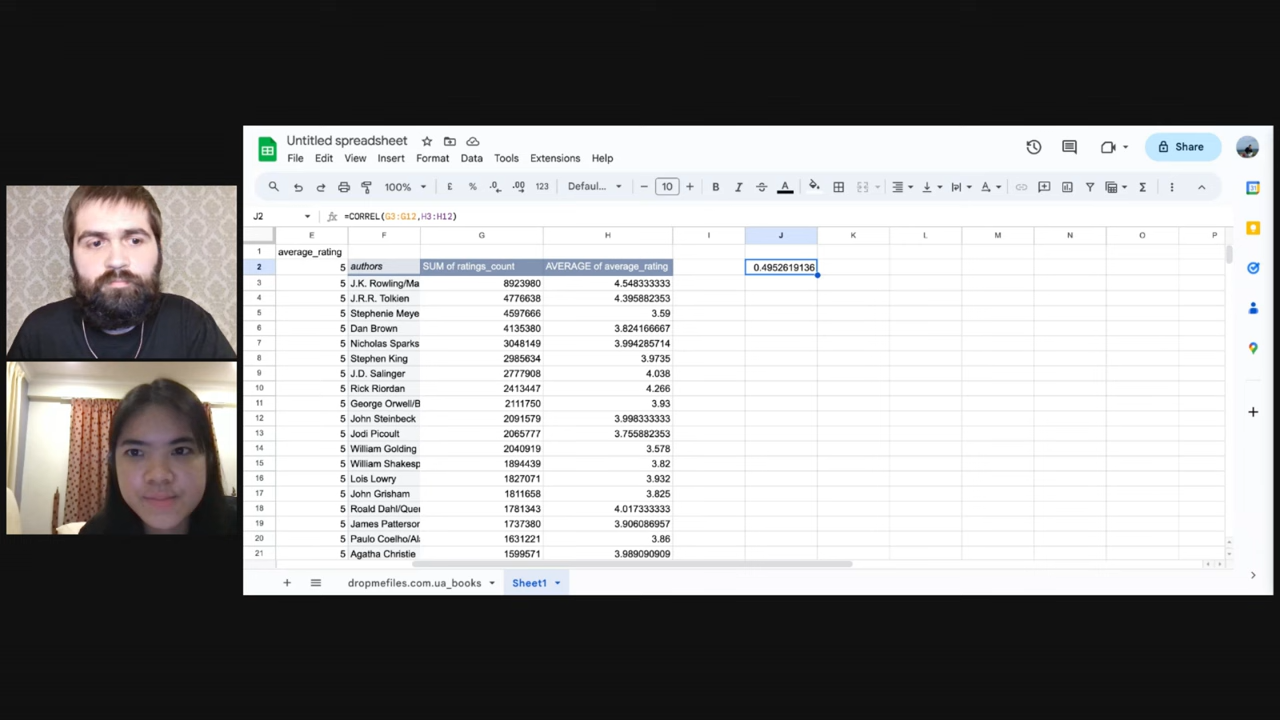 Untitled spreadsheet
File Edit View Insert Format Data Tools Extensions Help
Share
100% £ % .0 .00 123 Defaul... 10 B I A
J2 fx =CORREL(G3:G12,H3:H12)
E F G H I J K L M N O P
1 average_rating
2 5 authors SUM of ratings_count AVERAGE of average_rating 0.4952619136
3 5 J.K. Rowling/Ma 8923980 4.548333333
4 5 J.R.R. Tolkien 4776638 4.395882353
5 5 Stephenie Meye 4597666 3.59
6 5 Dan Brown 4135380 3.824166667
7 5 Nicholas Sparks 3048149 3.994285714
8 5 Stephen King 2985634 3.9735
9 5 J.D. Salinger 2777908 4.038
10 5 Rick Riordan 2413447 4.266
11 5 George Orwell/B 2111750 3.93
12 5 John Steinbeck 2091579 3.998333333
13 5 Jodi Picoult 2065777 3.755882353
14 5 William Golding 2040919 3.578
15 5 William Shakesp 1894439 3.82
16 5 Lois Lowry 1827071 3.932
17 5 John Grisham 1811658 3.825
18 5 Roald Dahl/Que 1781343 4.017333333
19 5 James Patterson 1737380 3.906086957
20 5 Paulo Coelho/Al 1631221 3.86
21 5 Agatha Christie 1599571 3.989090909
dropmefiles.com.ua_books Sheet1